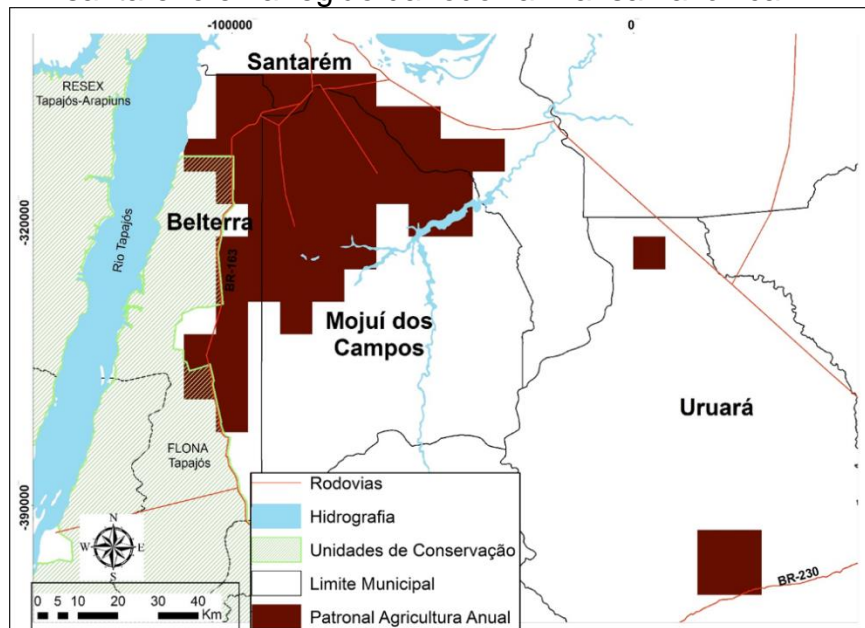 -100000
0
Santarém
RESEX
Tapajós-Arapiuns
-320000
Belterra
Rio Tapajós
BR-163
Mojuí dos
Campos
Uruará
FLONA
Tapajós
-390000
Rodovias
Hidrografia
Unidades de Conservação
Limite Municipal
Patronal Agricultura Anual
N
W
E
S
0 5 10 20 30 40
Km
BR-230